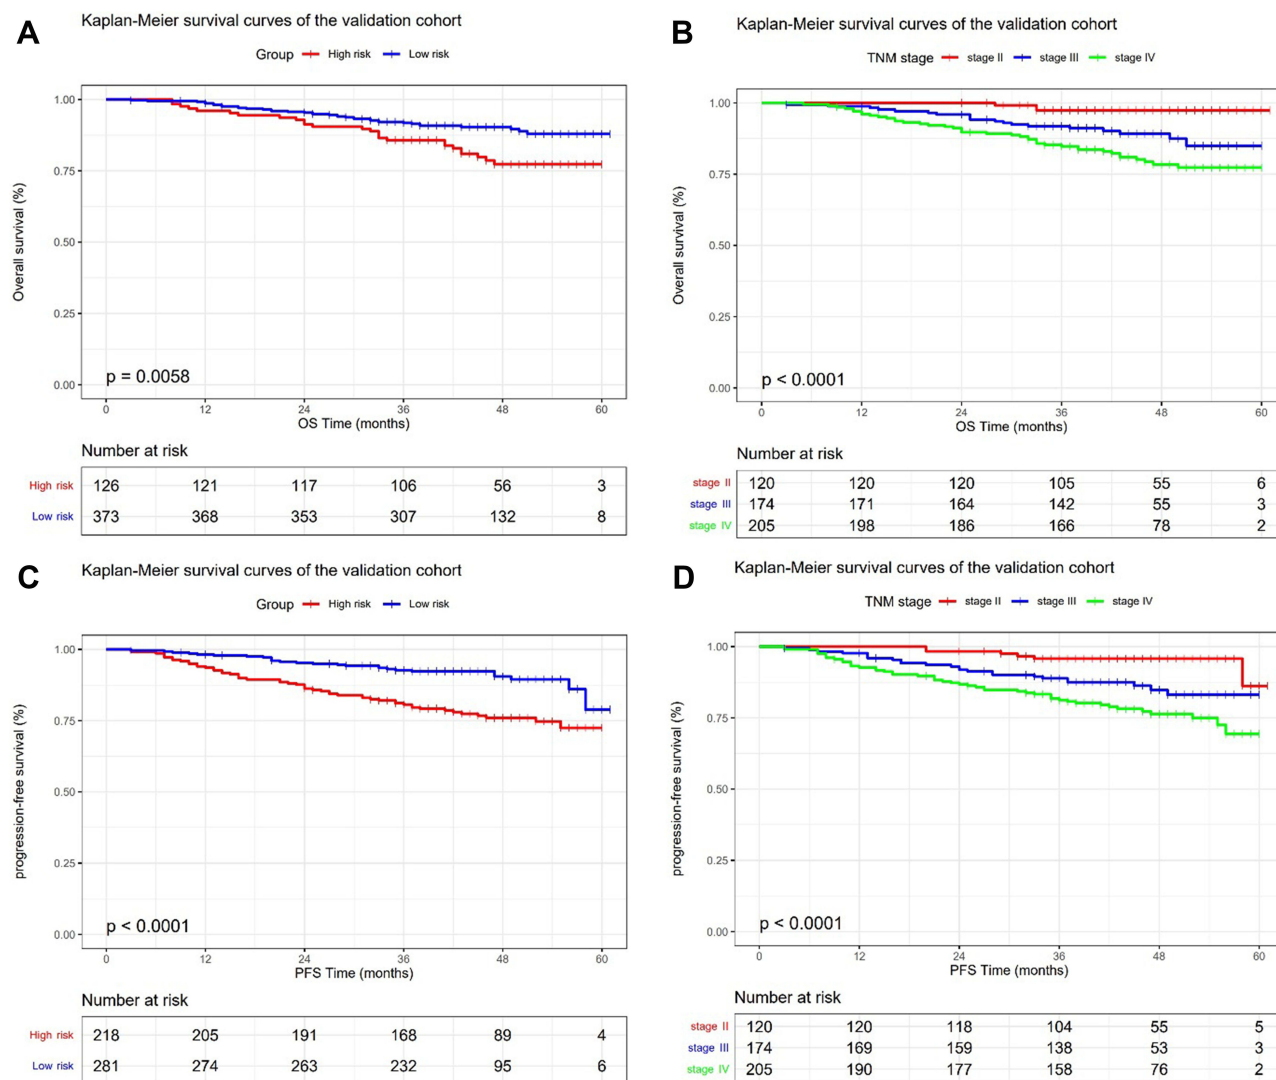 A
Kaplan-Meier survival curves of the validation cohort
Group High risk Low risk
Overall survival (%)
1.00
0.75
0.50
0.25
0.00
p = 0.0058
0 12 24 36 48 60
OS Time (months)
Number at risk
High risk 126 121 117 106 56 3
Low risk 373 368 353 307 132 8
B
Kaplan-Meier survival curves of the validation cohort
TNM stage stage II stage III stage IV
Overall survival (%)
1.00
0.75
0.50
0.25
0.00
p < 0.0001
0 12 24 36 48 60
OS Time (months)
Number at risk
stage II 120 120 120 105 55 6
stage III 174 171 164 142 55 3
stage IV 205 198 186 166 78 2
C
Kaplan-Meier survival curves of the validation cohort
Group High risk Low risk
progression-free survival (%)
1.00
0.75
0.50
0.25
0.00
p < 0.0001
0 12 24 36 48 60
PFS Time (months)
Number at risk
High risk 218 205 191 168 89 4
Low risk 281 274 263 232 95 6
D
Kaplan-Meier survival curves of the validation cohort
TNM stage stage II stage III stage IV
progression-free survival (%)
1.00
0.75
0.50
0.25
0.00
p < 0.0001
0 12 24 36 48 60
PFS Time (months)
Number at risk
stage II 120 120 118 104 55 5
stage III 174 169 159 138 53 3
stage IV 205 190 177 158 76 2